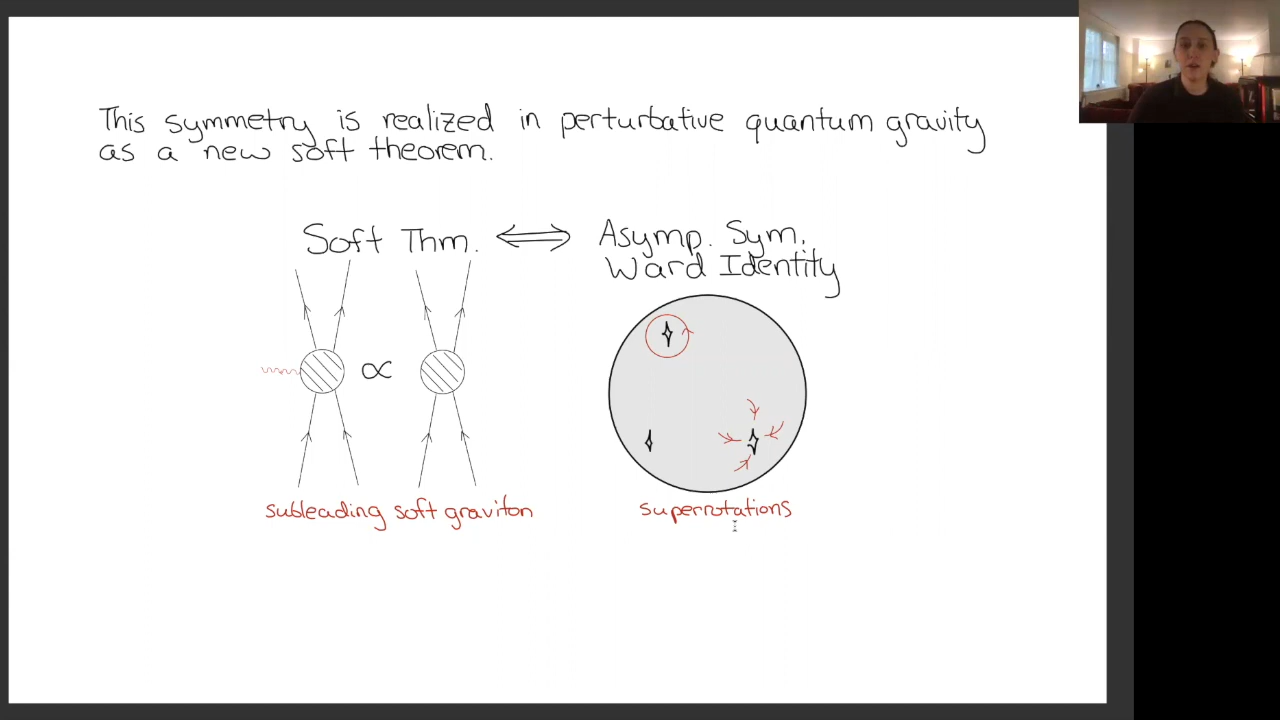 This symmetry is realized in perturbative quantum gravity
as a new soft theorem.
Soft Thm. ⟺ Asymp. Sym.
Ward Identity
∝
subleading soft graviton
superrotations